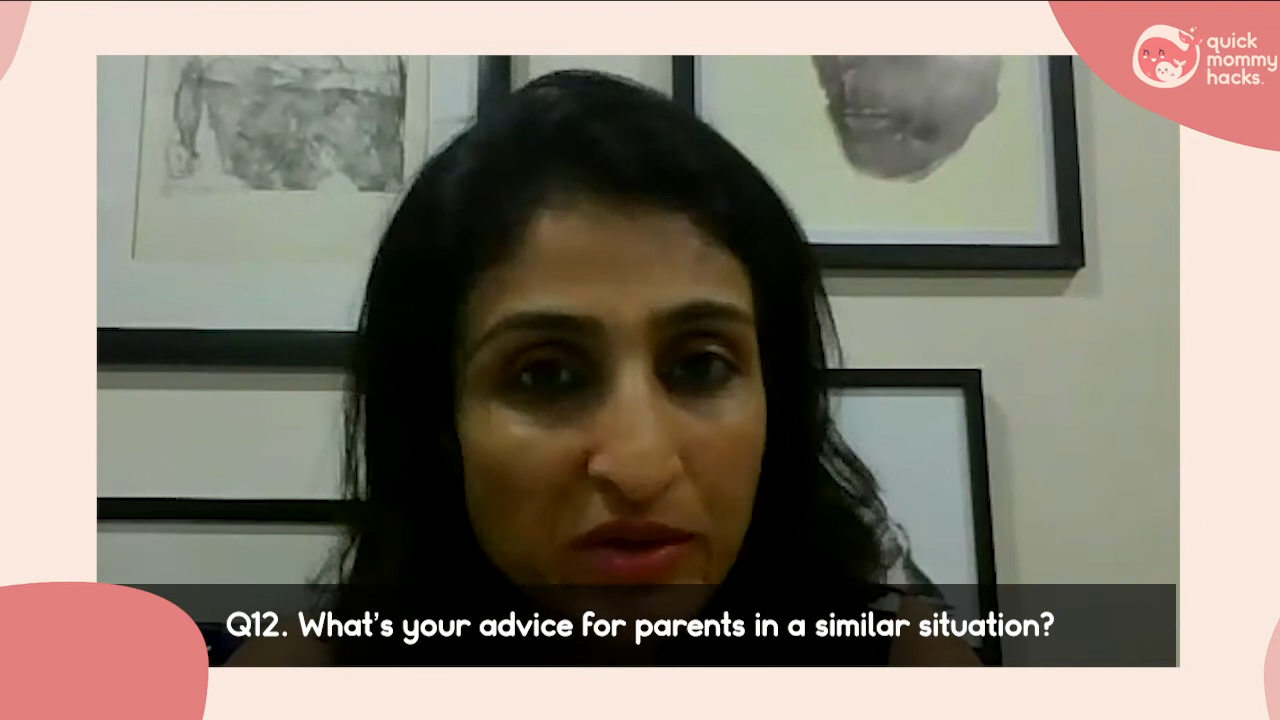 quick
mommy
hacks.
Q12. What's your advice for parents in a similar situation?